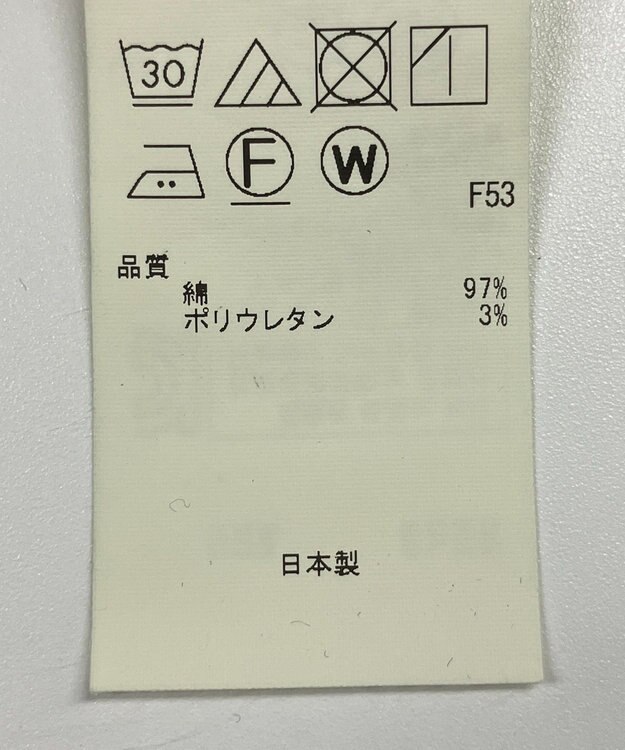 30
F W
F53
品質
綿 97%
ポリウレタン 3%
日本製